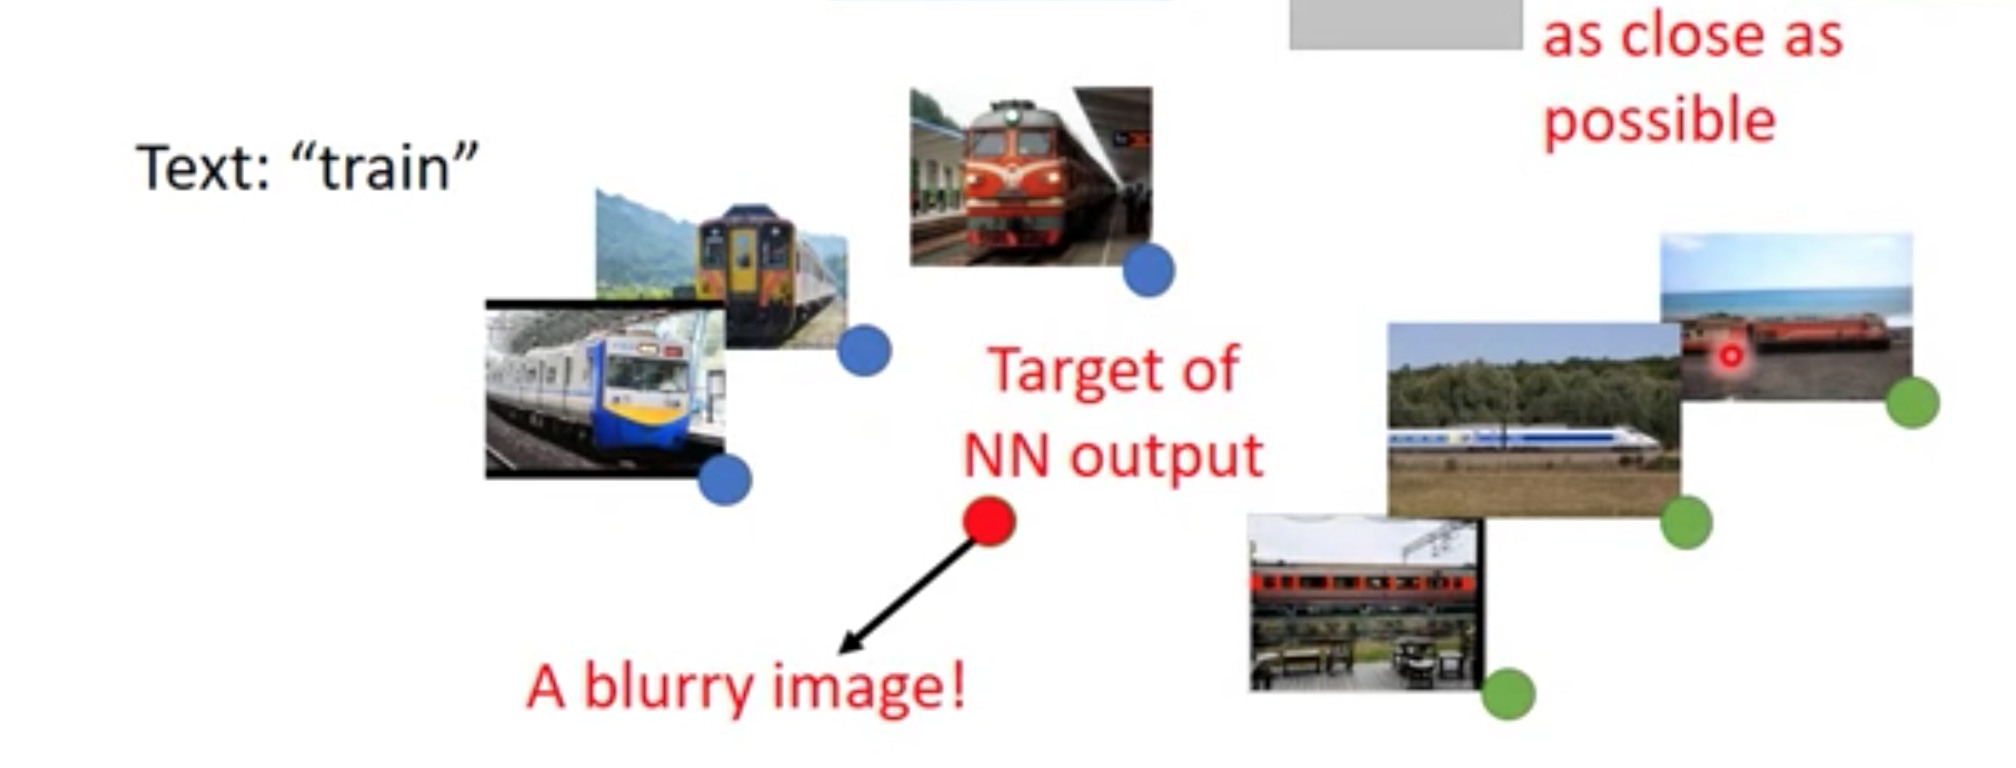 as close as
possible
Text: “train”
Target of
NN output
A blurry image!